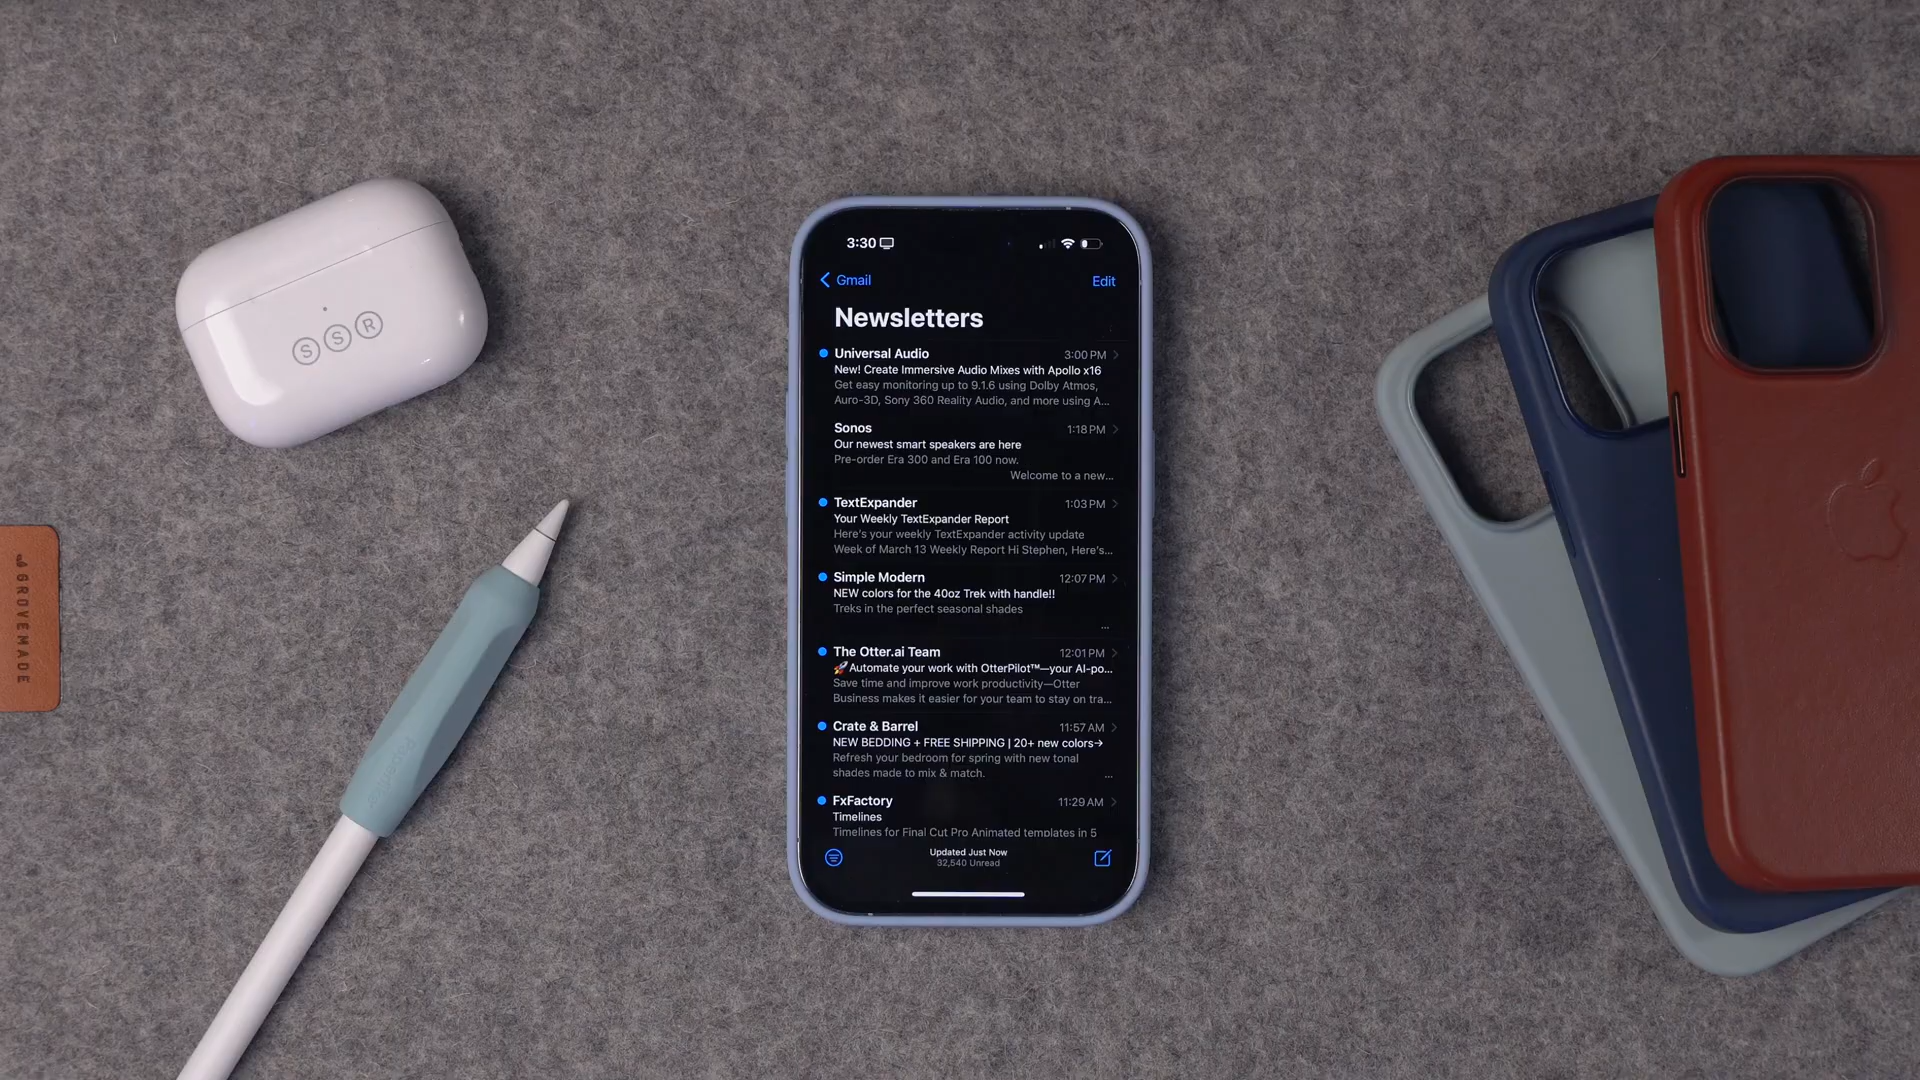 S S R
GROVEMADE
Paperlike
3:30
Gmail
Edit
Newsletters
Universal Audio 3:00 PM
New! Create Immersive Audio Mixes with Apollo x16
Get easy monitoring up to 9.1.6 using Dolby Atmos,
Auro-3D, Sony 360 Reality Audio, and more using A...
Sonos 1:18 PM
Our newest smart speakers are here
Pre-order Era 300 and Era 100 now.
Welcome to a new...
TextExpander 1:03 PM
Your Weekly TextExpander Report
Here's your weekly TextExpander activity update
Week of March 13 Weekly Report Hi Stephen, Here's...
Simple Modern 12:07 PM
NEW colors for the 40oz Trek with handle!!
Treks in the perfect seasonal shades
...
The Otter.ai Team 12:01 PM
🚀Automate your work with OtterPilot™—your AI-po...
Save time and improve work productivity—Otter
Business makes it easier for your team to stay on tra...
Crate & Barrel 11:57 AM
NEW BEDDING + FREE SHIPPING | 20+ new colors→
Refresh your bedroom for spring with new tonal
shades made to mix & match. ...
FxFactory 11:29 AM
Timelines
Timelines for Final Cut Pro Animated templates in 5
Updated Just Now
32,540 Unread